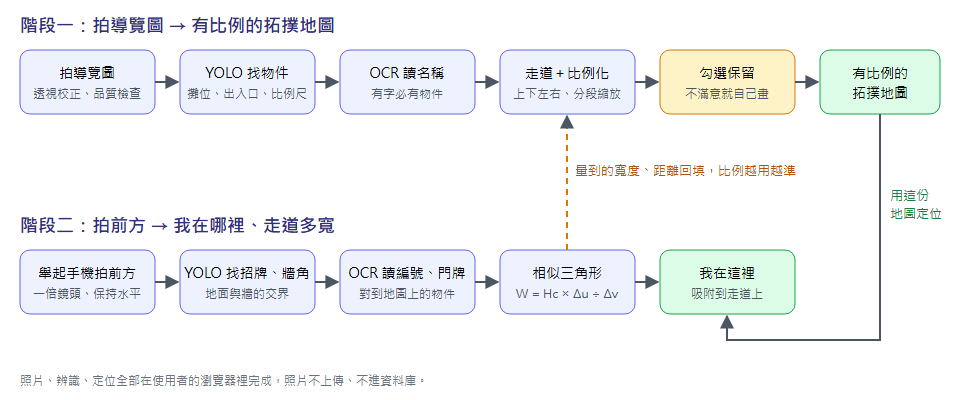 階段一：拍導覽圖 → 有比例的拓撲地圖
拍導覽圖
透視校正、品質檢查
YOLO 找物件
攤位、出入口、比例尺
OCR 讀名稱
有字必有物件
走道＋比例化
上下左右、分段縮放
勾選保留
不滿意就自己畫
有比例的
拓撲地圖
量到的寬度、距離回填，比例越用越準
用這份
地圖定位
階段二：拍前方 → 我在哪裡、走道多寬
舉起手機拍前方
一倍鏡頭、保持水平
YOLO 找招牌、牆角
地面與牆的交界
OCR 讀編號、門牌
對到地圖上的物件
相似三角形
W = Hc × Δu ÷ Δv
我在這裡
吸附到走道上
照片、辨識、定位全部在使用者的瀏覽器裡完成，照片不上傳、不進資料庫。